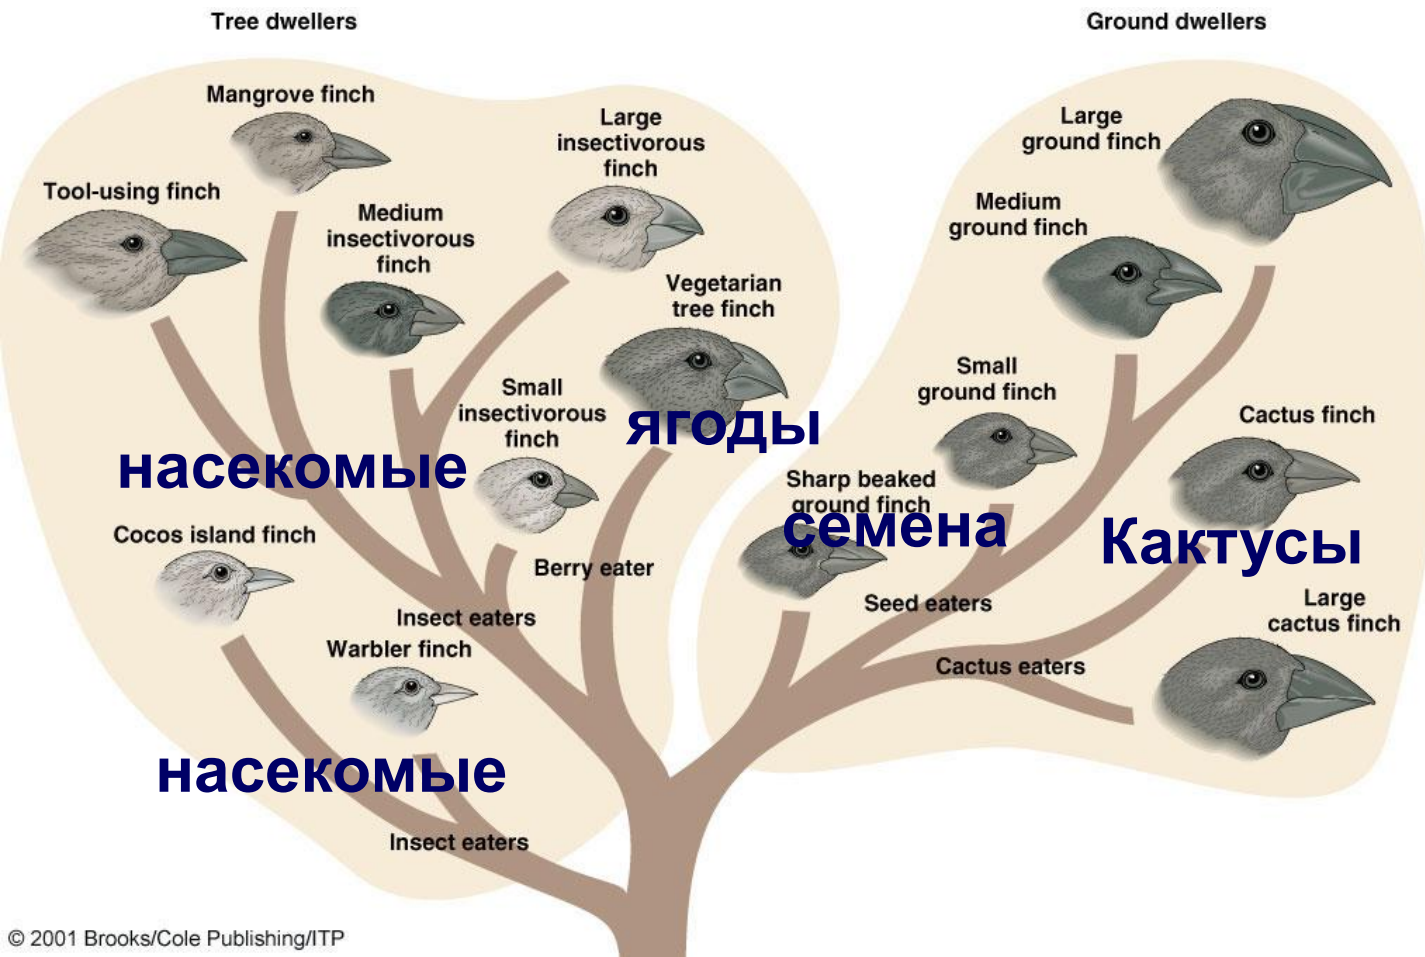 Tree dwellers
Ground dwellers
Mangrove finch
Large
insectivorous
finch
Tool-using finch
Medium
insectivorous
finch
Vegetarian
tree finch
Small
insectivorous
finch
ягоды
насекомые
Cocos island finch
Berry eater
Insect eaters
Warbler finch
насекомые
Insect eaters
Large
ground finch
Medium
ground finch
Small
ground finch
Cactus finch
Sharp beaked
ground finch
семена
Кактусы
Seed eaters
Large
cactus finch
Cactus eaters
© 2001 Brooks/Cole Publishing/ITP